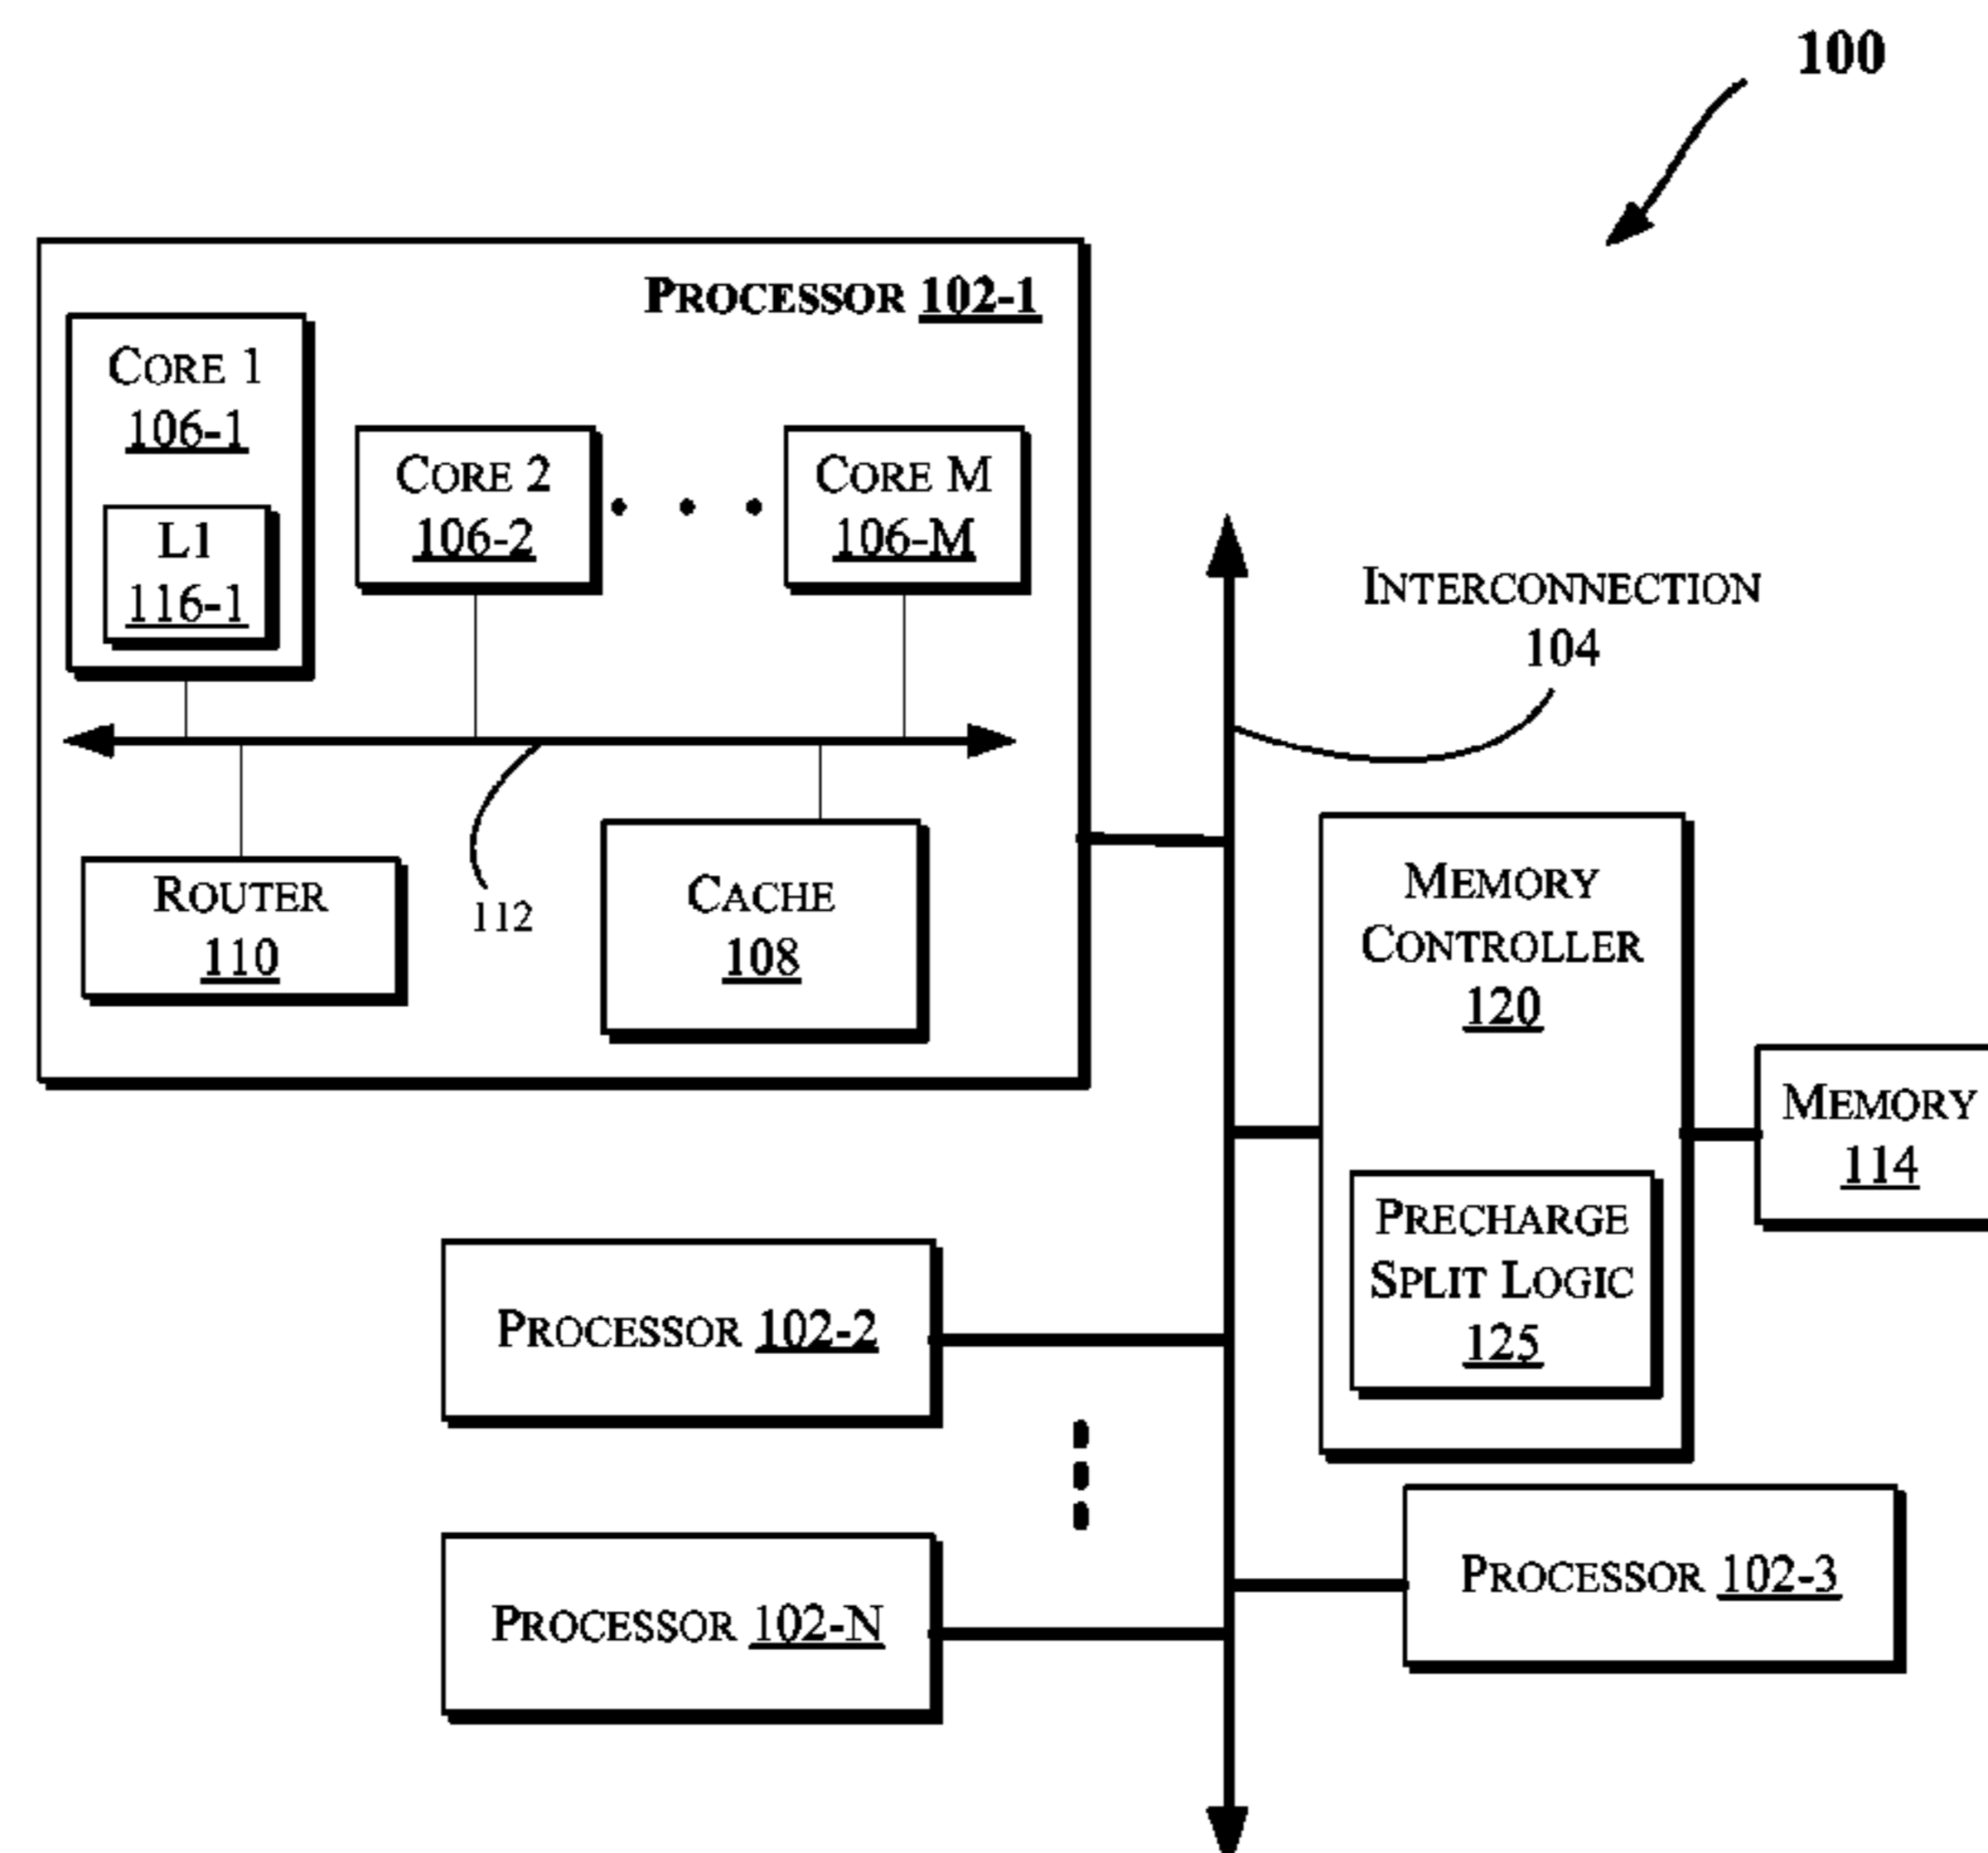 100
PROCESSOR 102-1
CORE 1
106-1
L1
116-1
CORE 2
106-2
CORE M
106-M
112
ROUTER
110
CACHE
108
INTERCONNECTION
104
MEMORY
CONTROLLER
120
PRECHARGE
SPLIT LOGIC
125
MEMORY
114
PROCESSOR 102-2
PROCESSOR 102-N
PROCESSOR 102-3